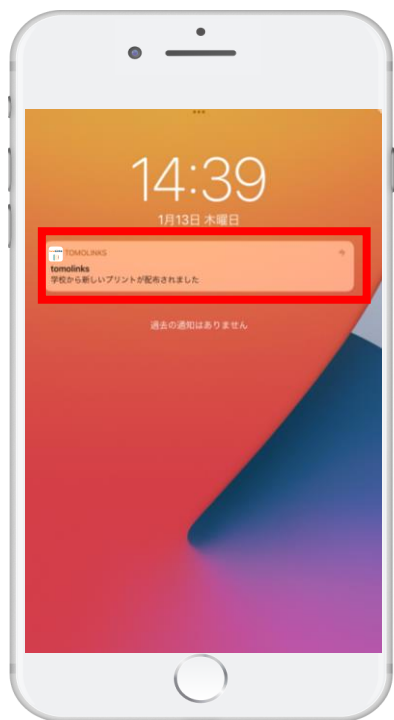 14:39
1月13日 木曜日
TOMOLINKS
今
tomolinks
学校から新しいプリントが配布されました
過去の通知はありません